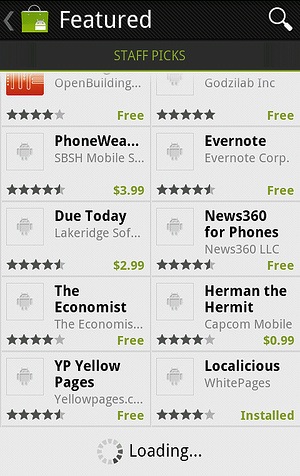 Featured
STAFF PICKS
OpenBuilding...
Free
Godzilab Inc
Free
PhoneWea...
SBSH Mobile S...
$3.99
Evernote
Evernote Corp.
Free
Due Today
Lakeridge Sof...
$2.99
News360
for Phones
News360 LLC
Free
The
Economist
The Economis...
Free
Herman the
Hermit
Capcom Mobile
$0.99
YP Yellow
Pages
Yellowpages.c...
Free
Localicious
WhitePages
Installed
Loading...